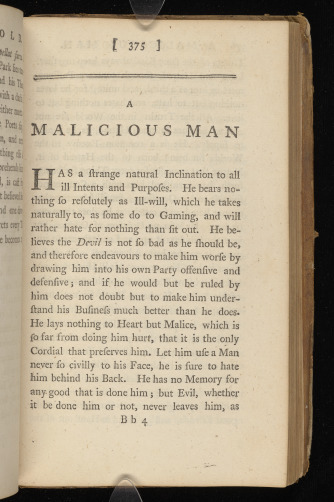 [ 375 ]
A
MALICIOUS MAN
HAS a ſtrange natural Inclination to all
ill Intents and Purpoſes. He bears no-
thing ſo reſolutely as Ill-will, which he takes
naturally to, as ſome do to Gaming, and will
rather hate for nothing than ſit out. He be-
lieves the Devil is not ſo bad as he ſhould be,
and therefore endeavours to make him worſe by
drawing him into his own Party offenſive and
defenſive; and if he would but be ruled by
him does not doubt but to make him under-
ſtand his Buſineſs much better than he does.
He lays nothing to Heart but Malice, which is
ſo far from doing him hurt, that it is the only
Cordial that preſerves him. Let him uſe a Man
never ſo civilly to his Face, he is ſure to hate
him behind his Back. He has no Memory for
any good that is done him; but Evil, whether
it be done him or not, never leaves him, as
B b 4